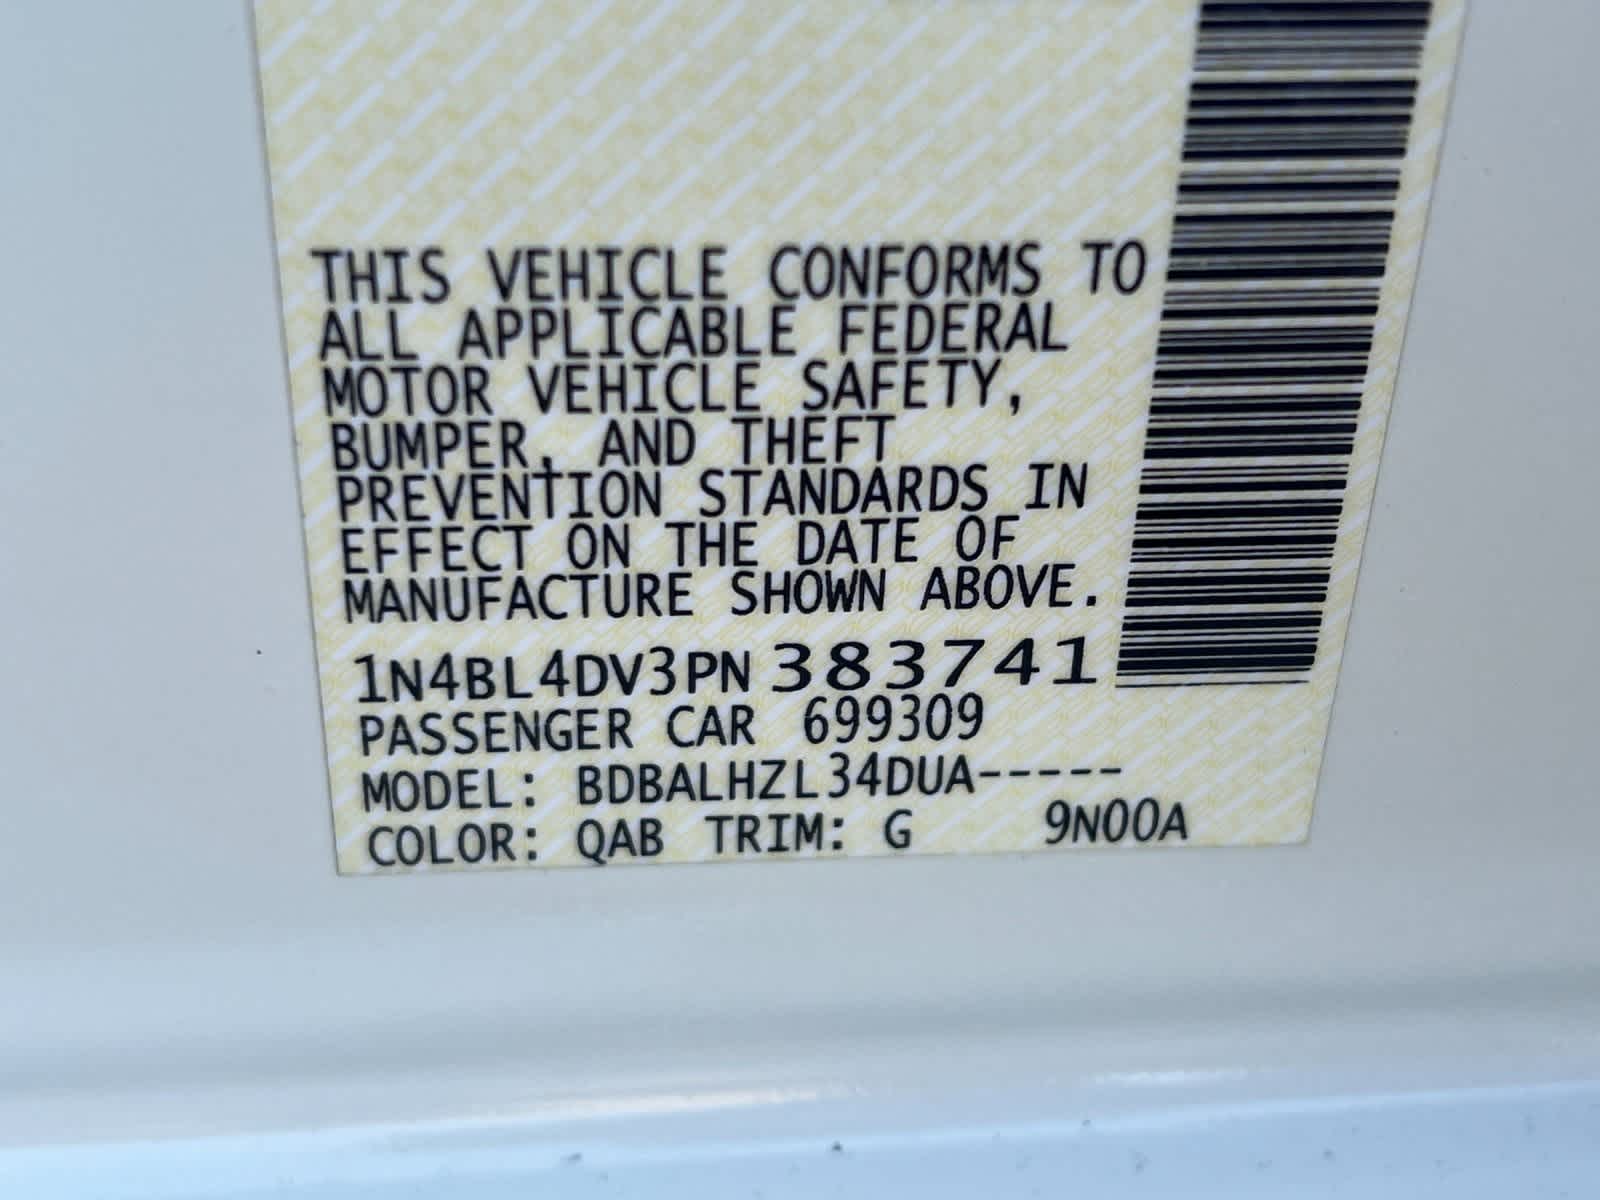 THIS VEHICLE CONFORMS TO
ALL APPLICABLE FEDERAL
MOTOR VEHICLE SAFETY,
BUMPER, AND THEFT
PREVENTION STANDARDS IN
EFFECT ON THE DATE OF
MANUFACTURE SHOWN ABOVE.
1N4BL4DV3PN383741
PASSENGER CAR 699309
MODEL: BDBALHZL34DUA-----
COLOR: QAB TRIM: G 9N00A